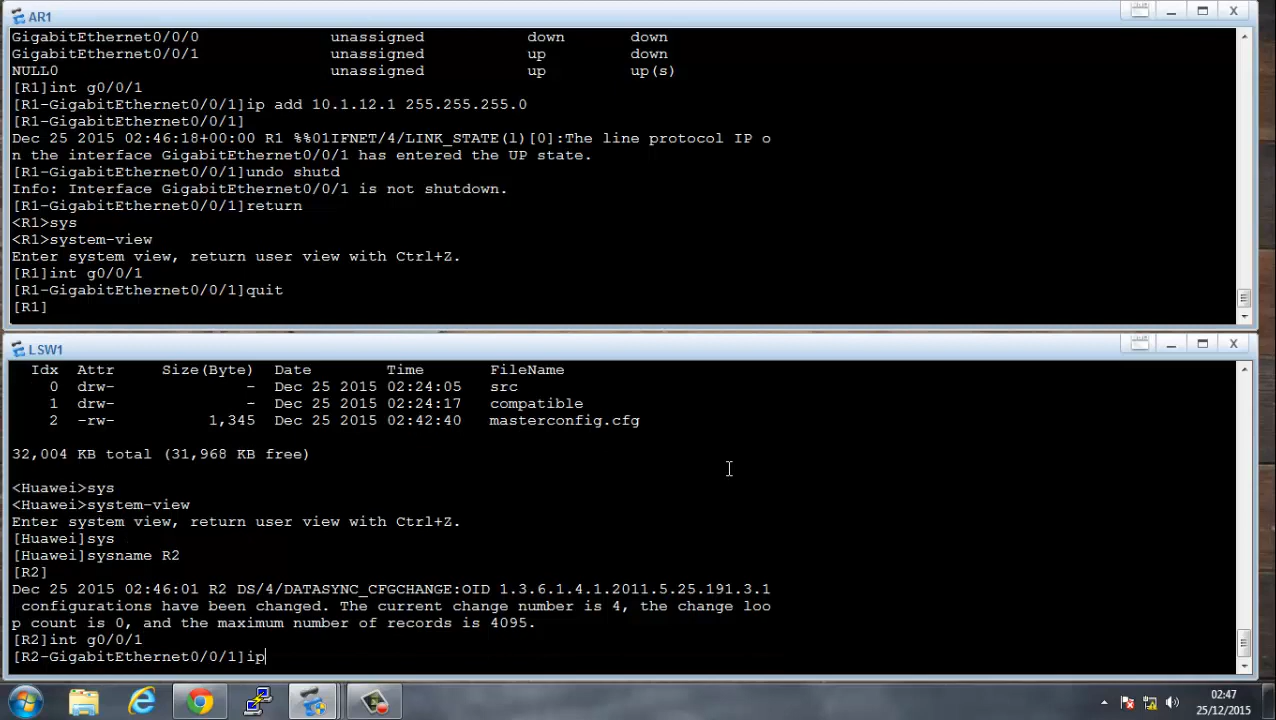 AR1
GigabitEthernet0/0/0 unassigned down down
GigabitEthernet0/0/1 unassigned up down
NULL0 unassigned up up(s)
[R1]int g0/0/1
[R1-GigabitEthernet0/0/1]ip add 10.1.12.1 255.255.255.0
[R1-GigabitEthernet0/0/1]
Dec 25 2015 02:46:18+00:00 R1 %%01IFNET/4/LINK_STATE(l)[0]:The line protocol IP o
n the interface GigabitEthernet0/0/1 has entered the UP state.
[R1-GigabitEthernet0/0/1]undo shutd
Info: Interface GigabitEthernet0/0/1 is not shutdown.
[R1-GigabitEthernet0/0/1]return
<R1>sys
<R1>system-view
Enter system view, return user view with Ctrl+Z.
[R1]int g0/0/1
[R1-GigabitEthernet0/0/1]quit
[R1]
LSW1
Idx Attr Size(Byte) Date Time FileName
0 drw- - Dec 25 2015 02:24:05 src
1 drw- - Dec 25 2015 02:24:17 compatible
2 -rw- 1,345 Dec 25 2015 02:42:40 masterconfig.cfg
32,004 KB total (31,968 KB free)
<Huawei>sys
<Huawei>system-view
Enter system view, return user view with Ctrl+Z.
[Huawei]sys
[Huawei]sysname R2
[R2]
Dec 25 2015 02:46:01 R2 DS/4/DATASYNC_CFGCHANGE:OID 1.3.6.1.4.1.2011.5.25.191.3.1
configurations have been changed. The current change number is 4, the change loo
p count is 0, and the maximum number of records is 4095.
[R2]int g0/0/1
[R2-GigabitEthernet0/0/1]ip
02:47
25/12/2015